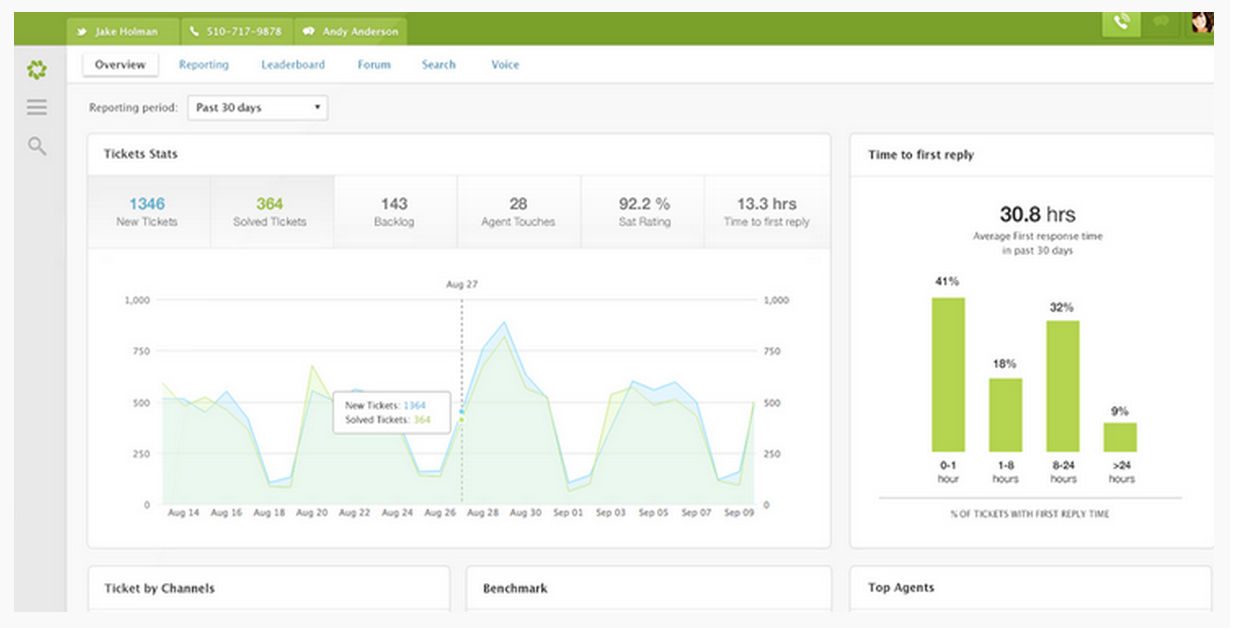 Jake Holman 510-717-9878 Andy Anderson
Overview Reporting Leaderboard Forum Search Voice
Reporting period: Past 30 days
Tickets Stats
1346 364 143 28 92.2 % 13.3 hrs
New Tickets Solved Tickets Backlog Agent Touches Sat Rating Time to first reply
Aug 27
1,000 1,000
750 750
500 500
New Tickets: 1364
Solved Tickets: 364
250 250
0 0
Aug 14 Aug 16 Aug 18 Aug 20 Aug 22 Aug 24 Aug 26 Aug 28 Aug 30 Sep 01 Sep 03 Sep 05 Sep 07 Sep 09
Time to first reply
30.8 hrs
Average First response time
in past 30 days
41%
32%
18%
9%
0-1 1-8 8-24 >24
hour hours hours hours
% OF TICKETS WITH FIRST REPLY TIME
Ticket by Channels Benchmark Top Agents